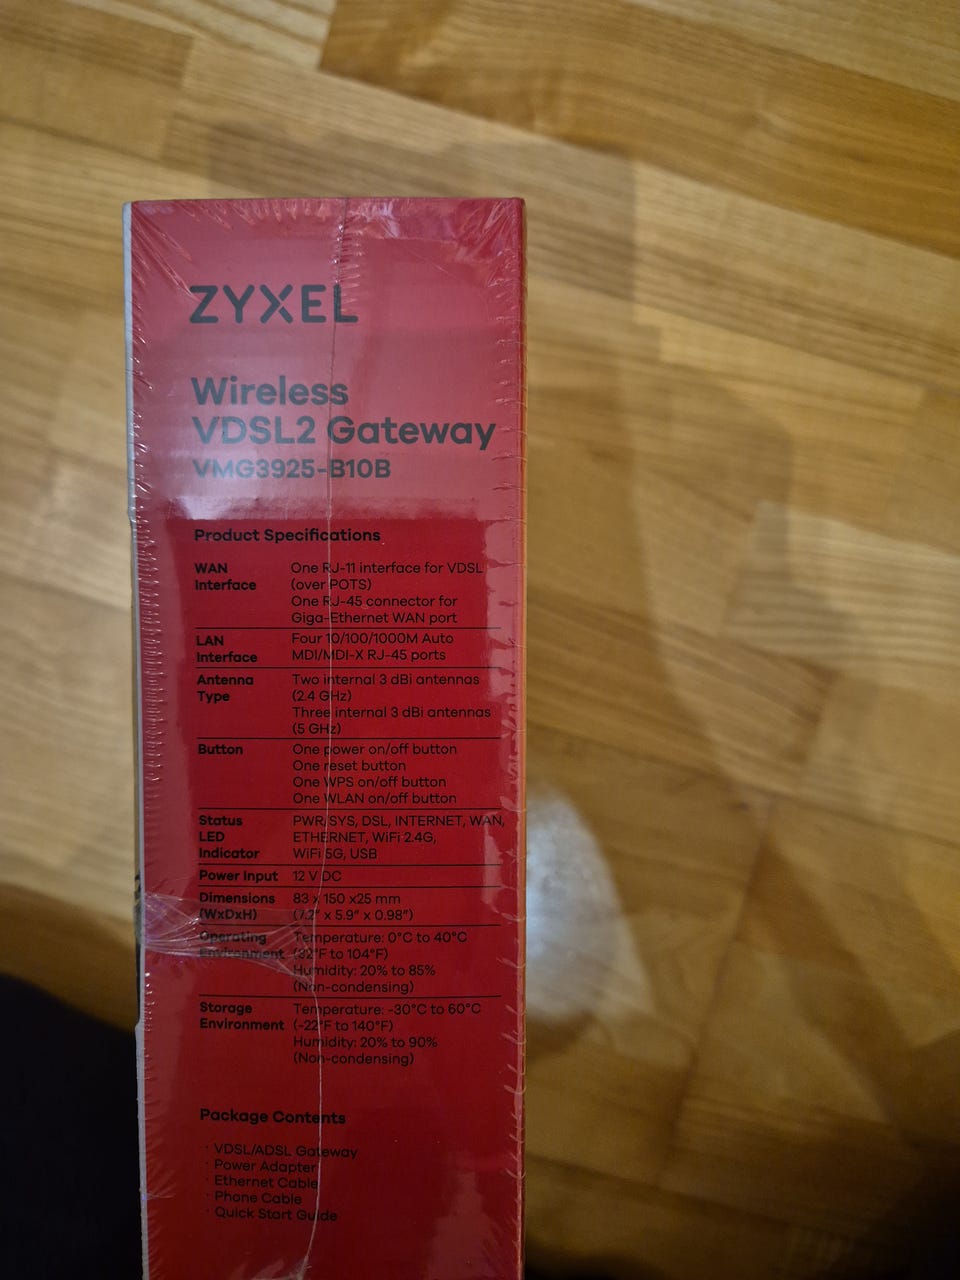 ZYXEL
Wireless
VDSL2 Gateway
VMG3925-B10B
Product Specifications
WAN Interface One RJ-11 interface for VDSL
(over POTS)
One RJ-45 connector for
Giga-Ethernet WAN port
LAN Interface Four 10/100/1000M Auto
MDI/MDI-X RJ-45 ports
Antenna Type Two internal 3 dBi antennas
(2.4 GHz)
Three internal 3 dBi antennas
(5 GHz)
Button One power on/off button
One reset button
One WPS on/off button
One WLAN on/off button
Status LED Indicator PWR/SYS, DSL, INTERNET, WAN,
ETHERNET, WiFi 2.4G,
WiFi 5G, USB
Power Input 12 V DC
Dimensions (WxDxH) 83 x 150 x25 mm
(7.2" x 5.9" x 0.98")
Operating Environment Temperature: 0°C to 40°C
(32°F to 104°F)
Humidity: 20% to 85%
(Non-condensing)
Storage Environment Temperature: -30°C to 60°C
(-22°F to 140°F)
Humidity: 20% to 90%
(Non-condensing)
Package Contents
· VDSL/ADSL Gateway
· Power Adapter
· Ethernet Cable
· Phone Cable
· Quick Start Guide